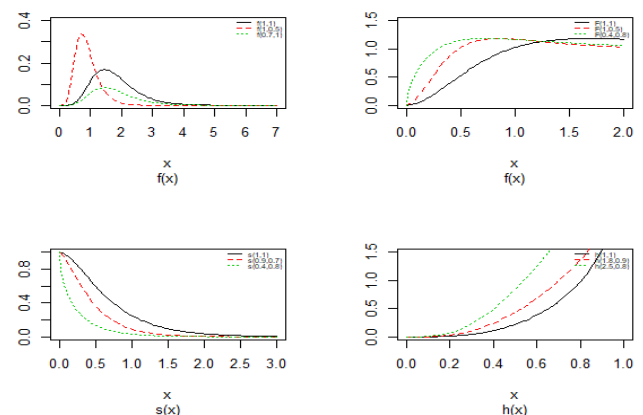 0.4
0.2
0.0
f(1,1)
f(1,0.5)
f(0.7,1)
0 1 2 3 4 5 6 7
x
f(x)
1.5
1.0
0.5
0.0
F(1,1)
F(1,0.5)
F(0.4,0.8)
0.0 0.5 1.0 1.5 2.0
x
f(x)
0.8
0.4
0.0
s(1,1)
s(0.9,0.7)
s(0.4,0.8)
0.0 0.5 1.0 1.5 2.0 2.5 3.0
x
s(x)
1.5
1.0
0.5
0.0
h(1,1)
h(1.8,0.9)
h(2.5,0.8)
0.0 0.2 0.4 0.6 0.8 1.0
x
h(x)